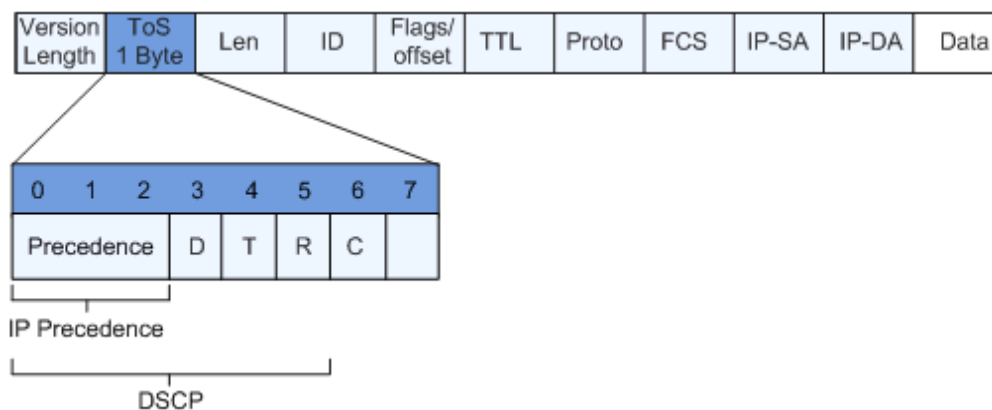 Version Length ToS 1 Byte Len ID Flags/ offset TTL Proto FCS IP-SA IP-DA Data
0 1 2 3 4 5 6 7
Precedence D T R C
IP Precedence
DSCP